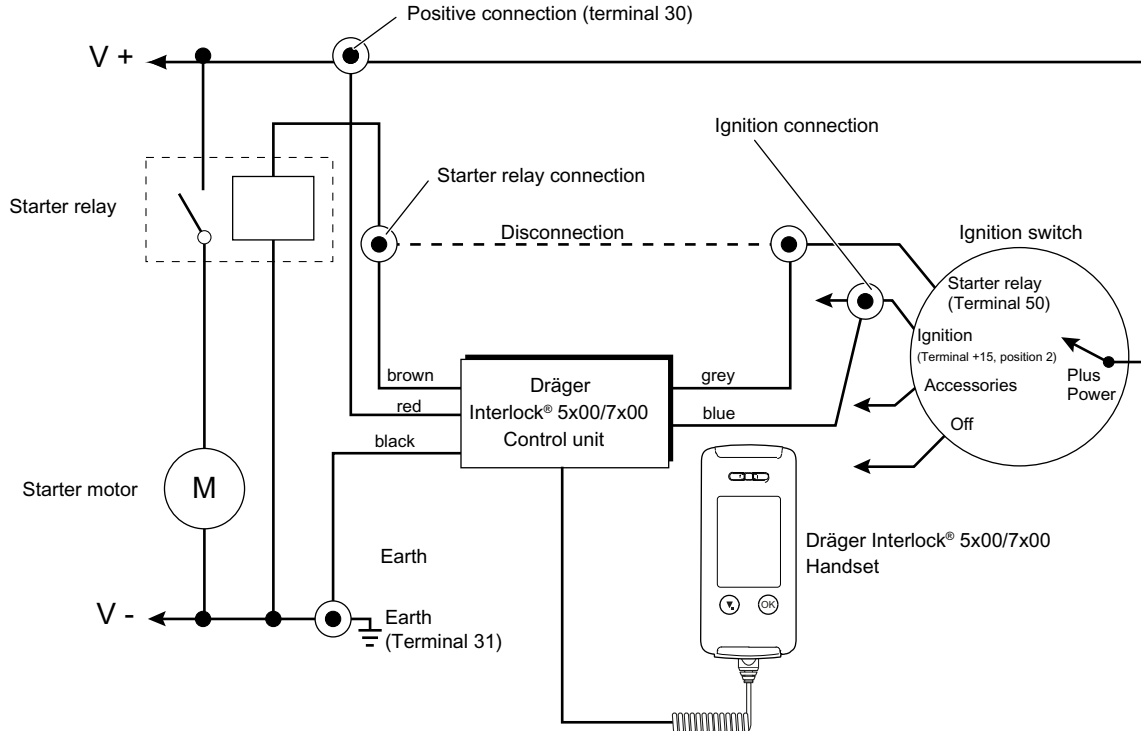 Positive connection (terminal 30)
V +
Ignition connection
Starter relay connection
Starter relay
Disconnection
Ignition switch
Starter relay
(Terminal 50)
Ignition
(Terminal +15, position 2)
Accessories
Plus
Power
Off
brown
red
black
Dräger
Interlock® 5x00/7x00
Control unit
grey
blue
Starter motor
M
Dräger Interlock® 5x00/7x00
Handset
OK
Earth
V -
Earth
(Terminal 31)